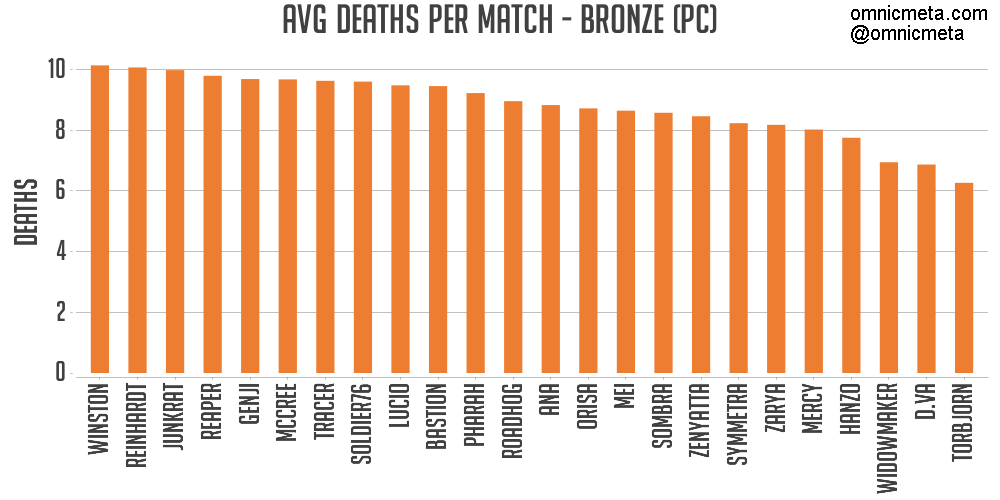 AVG DEATHS PER MATCH - BRONZE (PC)
omnicmeta.com
@omnicmeta
DEATHS
10
8
6
4
2
0
WINSTON
REINHARDT
JUNKRAT
REAPER
GENJI
MCCREE
TRACER
SOLDIER76
LUCIO
BASTION
PHARAH
ROADHOG
ANA
ORISA
MEI
SOMBRA
ZENYATTA
SYMMETRA
ZARYA
MERCY
HANZO
WIDOWMAKER
D.VA
TORBJORN